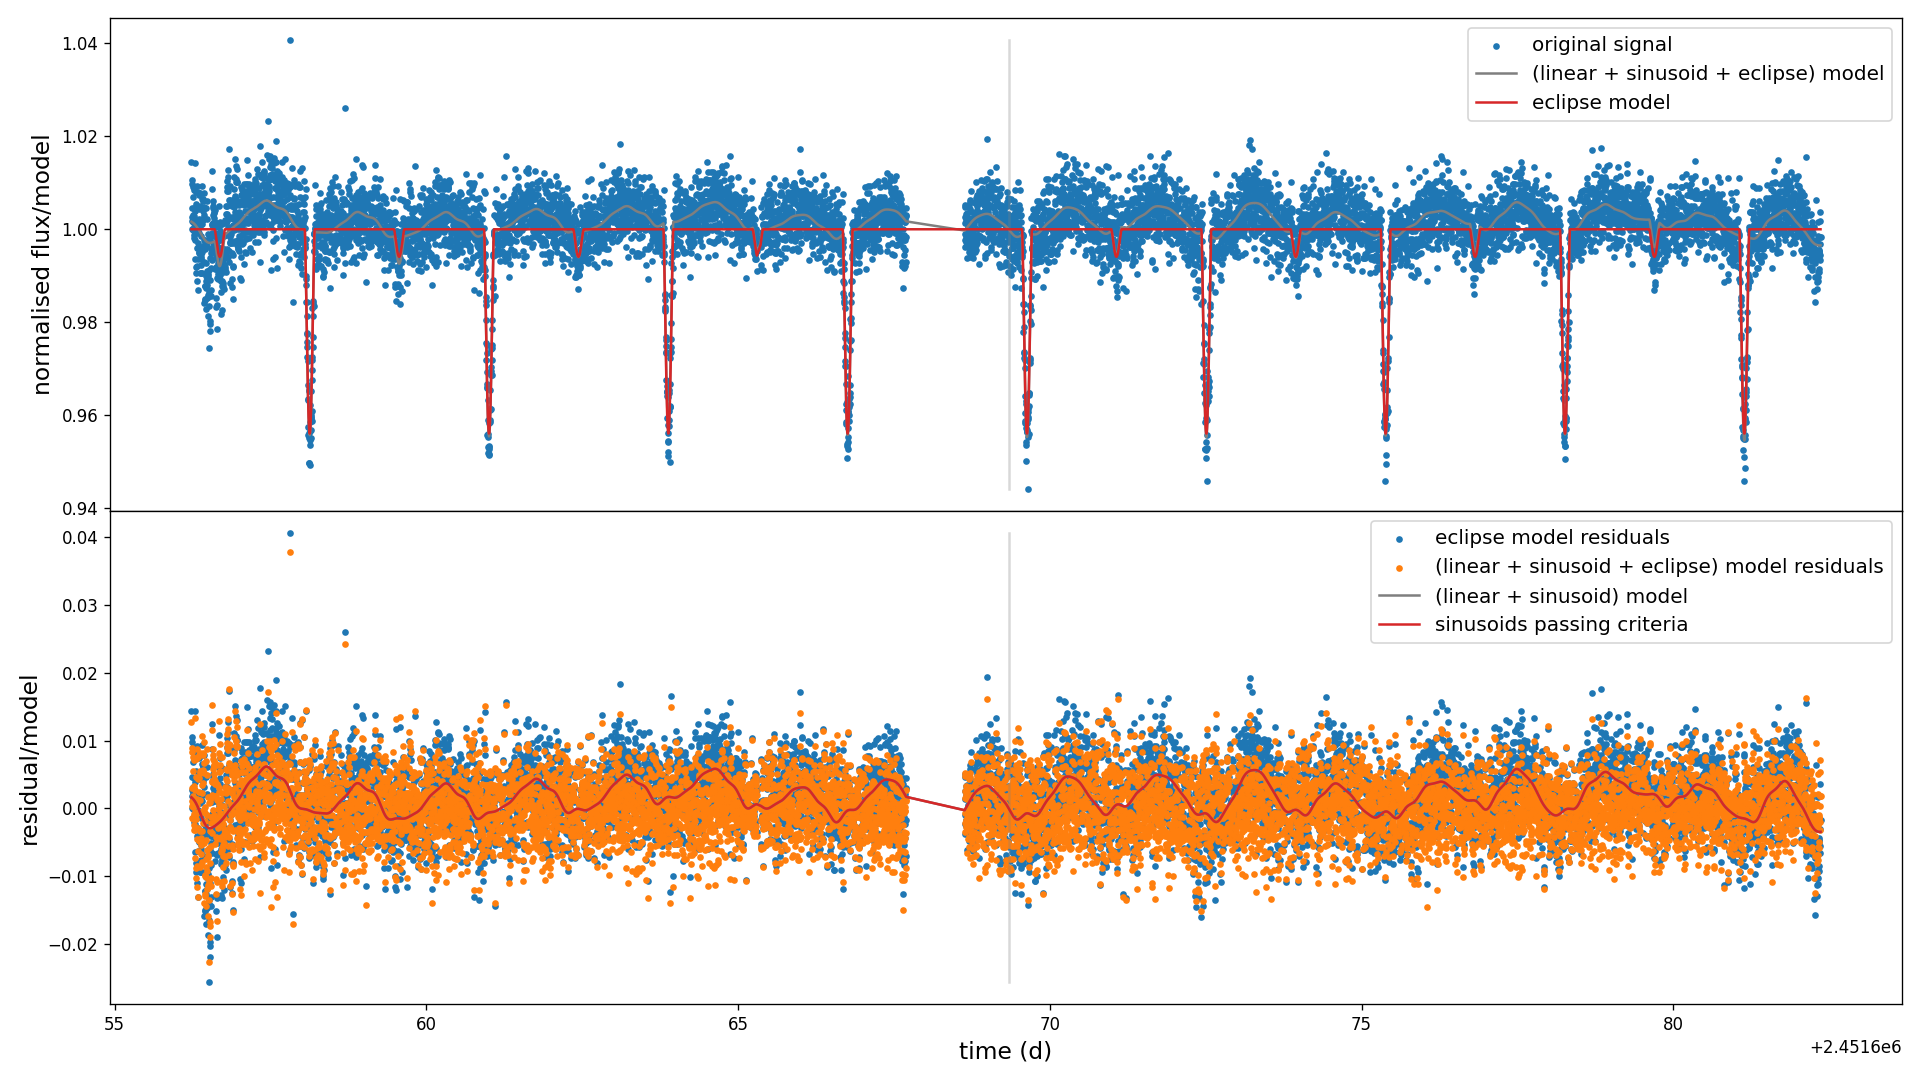 original signal
(linear + sinusoid + eclipse) model
eclipse model
normalised flux/model
1.04
1.02
1.00
0.98
0.96
0.94
eclipse model residuals
(linear + sinusoid + eclipse) model residuals
(linear + sinusoid) model
sinusoids passing criteria
residual/model
0.04
0.03
0.02
0.01
0.00
−0.01
−0.02
55
60
65
70
75
80
time (d)
+2.4516e6